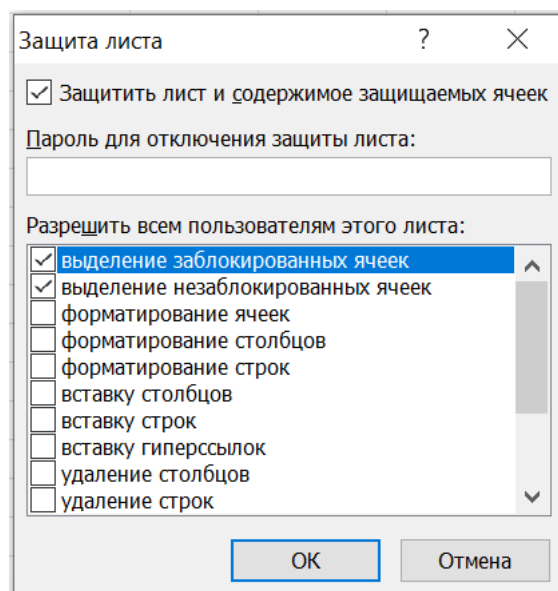 Защита листа ?
Защитить лист и содержимое защищаемых ячеек
Пароль для отключения защиты листа:
Разрешить всем пользователям этого листа:
выделение заблокированных ячеек
выделение незаблокированных ячеек
форматирование ячеек
форматирование столбцов
форматирование строк
вставку столбцов
вставку строк
вставку гиперссылок
удаление столбцов
удаление строк
ОК Отмена